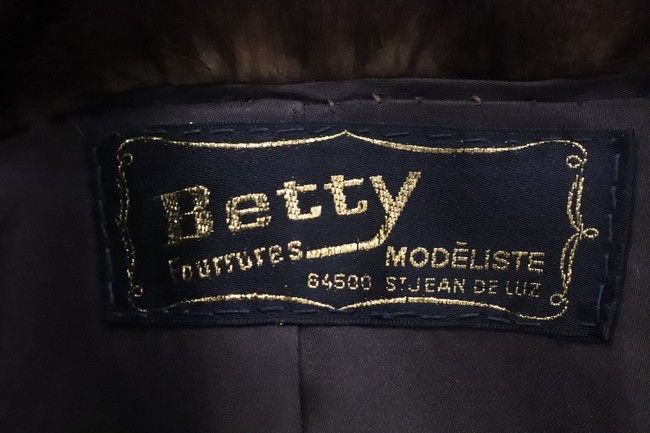 Betty
Fourrures MODÉLISTE
64500 ST JEAN DE LUZ